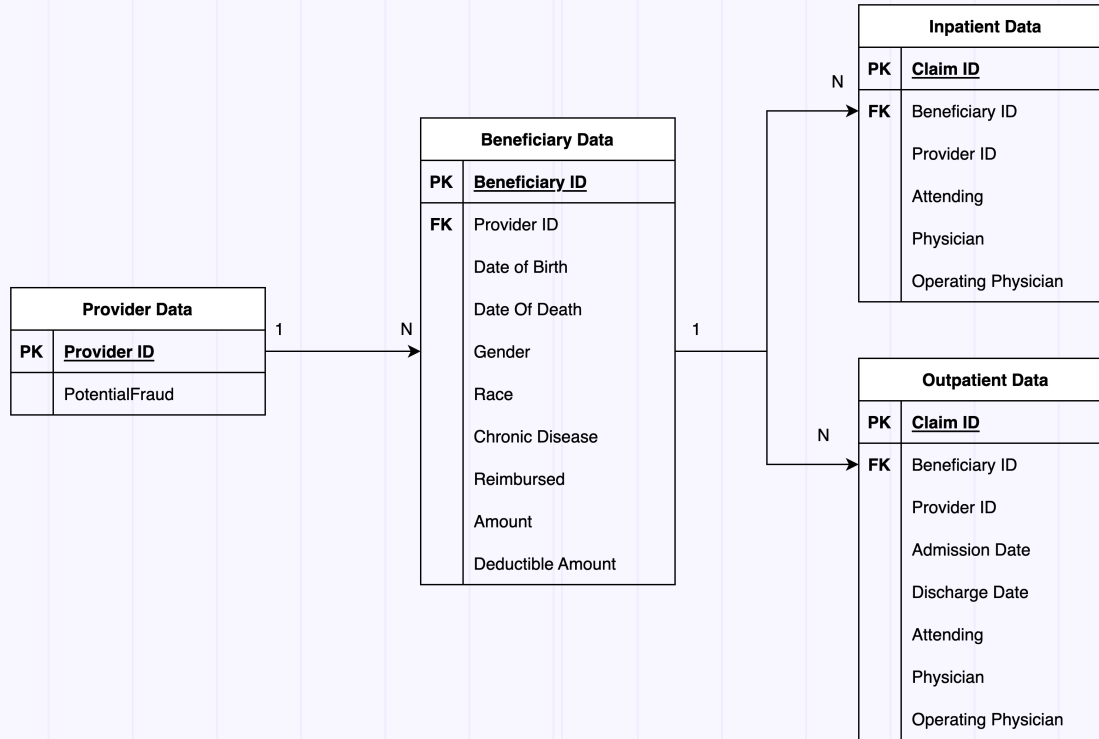 Provider Data
PK Provider ID
PotentialFraud
1
N
Beneficiary Data
PK Beneficiary ID
FK Provider ID
Date of Birth
Date Of Death
Gender
Race
Chronic Disease
Reimbursed
Amount
Deductible Amount
1
N
N
Inpatient Data
PK Claim ID
FK Beneficiary ID
Provider ID
Attending
Physician
Operating Physician
Outpatient Data
PK Claim ID
FK Beneficiary ID
Provider ID
Admission Date
Discharge Date
Attending
Physician
Operating Physician